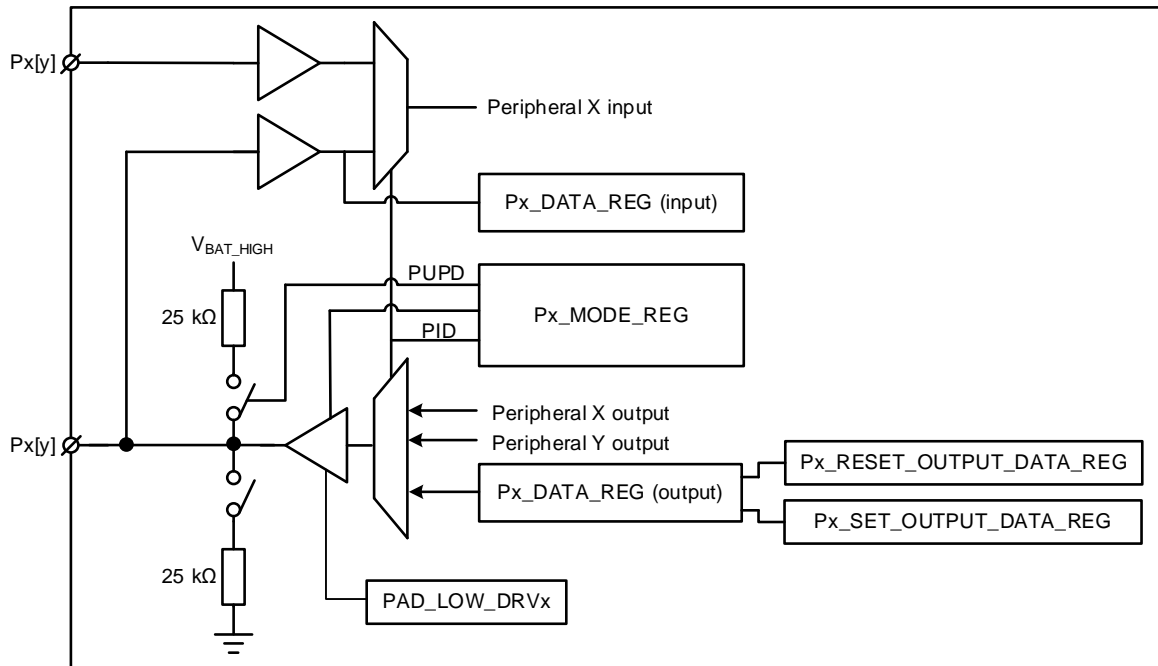 Px[y]
Peripheral X input
Px_DATA_REG (input)
VBAT_HIGH
PUPD
25 kΩ
Px_MODE_REG
PID
Peripheral X output
Px[y]
Peripheral Y output
Px_RESET_OUTPUT_DATA_REG
Px_DATA_REG (output)
Px_SET_OUTPUT_DATA_REG
25 kΩ
PAD_LOW_DRVx